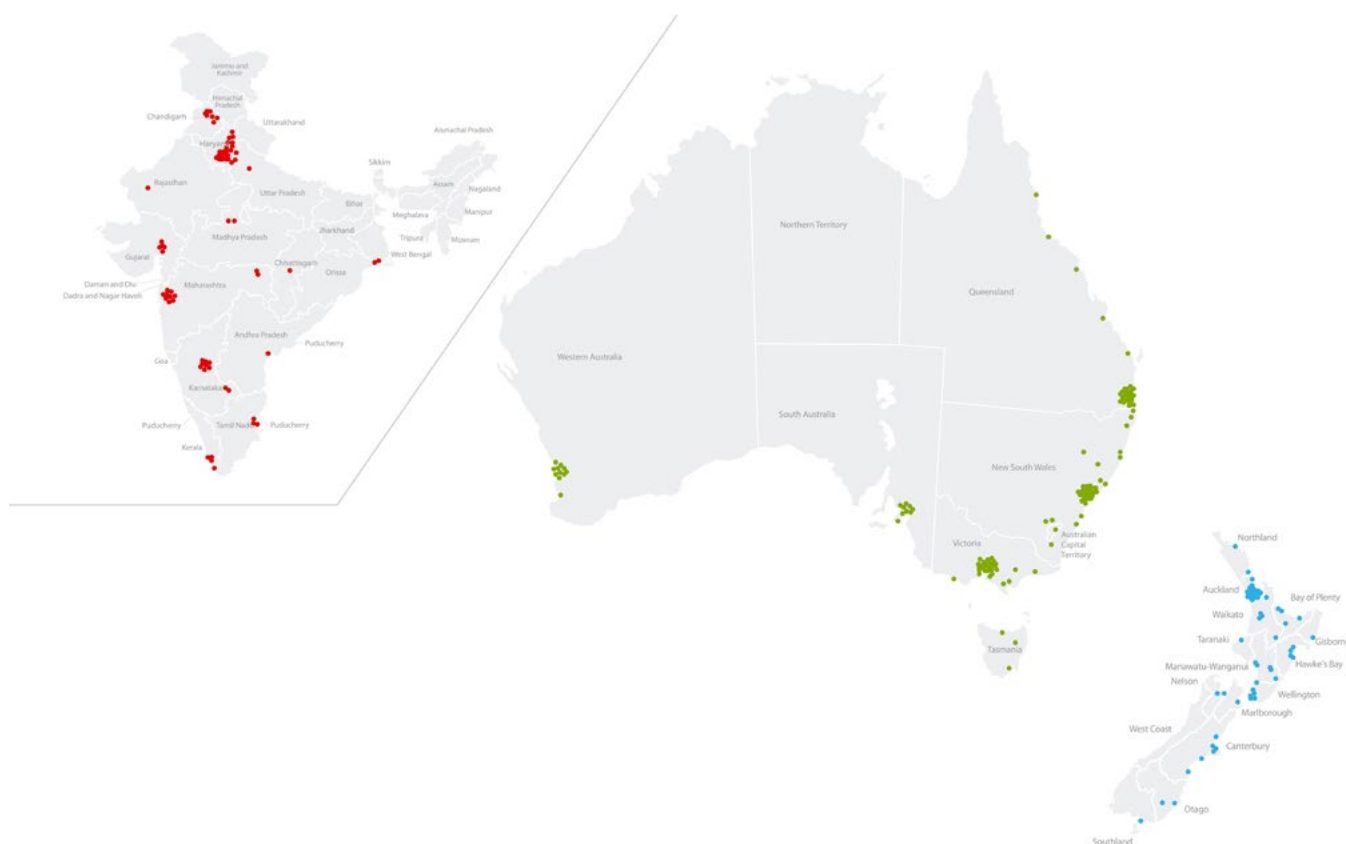 Jammu and
Kashmir
Himachal
Pradesh
Chandigarh
Uttarakhand
Haryana
Arunachal Pradesh
Sikkim
Rajasthan
Uttar Pradesh
Assam
Nagaland
Bihar
Meghalava
Manipur
Jharkhand
Madhya Pradesh
Tripura
Mizoram
West Bengal
Gujarat
Chhattisgarh
Orissa
Daman and Diu
Dadra and Nagar Haveli
Maharashtra
Andhra Pradesh
Puducherry
Goa
Karnataka
Puducherry
Tamil Nadu
Puducherry
Kerala
Northern Territory
Queensland
Western Australia
South Australia
New South Wales
Victoria
Australian
Capital
Territory
Tasmania
Northland
Auckland
Bay of Plenty
Waikato
Taranaki
Gisborn
Manawatu-Wanganui
Hawke's Bay
Nelson
Wellington
Marlborough
West Coast
Canterbury
Otago
Southland